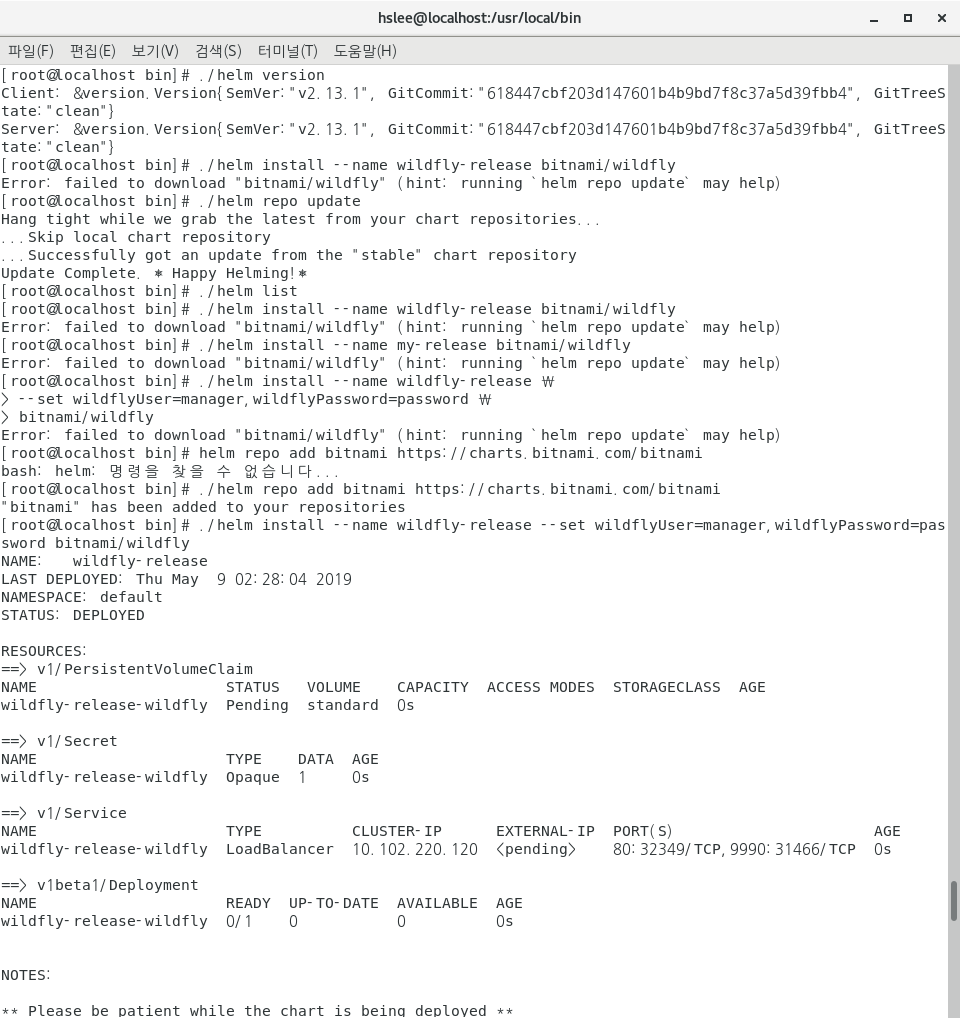 hslee@localhost:/usr/local/bin
파일(F) 편집(E) 보기(V) 검색(S) 터미널(T) 도움말(H)
[root@localhost bin]# ./helm version
Client: &version.Version{SemVer:"v2.13.1", GitCommit:"618447cbf203d147601b4b9bd7f8c37a5d39fbb4", GitTreeS
tate:"clean"}
Server: &version.Version{SemVer:"v2.13.1", GitCommit:"618447cbf203d147601b4b9bd7f8c37a5d39fbb4", GitTreeS
tate:"clean"}
[root@localhost bin]# ./helm install --name wildfly-release bitnami/wildfly
Error: failed to download "bitnami/wildfly" (hint: running `helm repo update` may help)
[root@localhost bin]# ./helm repo update
Hang tight while we grab the latest from your chart repositories...
...Skip local chart repository
...Successfully got an update from the "stable" chart repository
Update Complete. ⎈ Happy Helming!⎈
[root@localhost bin]# ./helm list
[root@localhost bin]# ./helm install --name wildfly-release bitnami/wildfly
Error: failed to download "bitnami/wildfly" (hint: running `helm repo update` may help)
[root@localhost bin]# ./helm install --name my-release bitnami/wildfly
Error: failed to download "bitnami/wildfly" (hint: running `helm repo update` may help)
[root@localhost bin]# ./helm install --name wildfly-release ₩
> --set wildflyUser=manager,wildflyPassword=password ₩
> bitnami/wildfly
Error: failed to download "bitnami/wildfly" (hint: running `helm repo update` may help)
[root@localhost bin]# helm repo add bitnami https://charts.bitnami.com/bitnami
bash: helm: 명령을 찾을 수 없습니다...
[root@localhost bin]# ./helm repo add bitnami https://charts.bitnami.com/bitnami
"bitnami" has been added to your repositories
[root@localhost bin]# ./helm install --name wildfly-release --set wildflyUser=manager,wildflyPassword=pas
sword bitnami/wildfly
NAME:   wildfly-release
LAST DEPLOYED: Thu May  9 02:28:04 2019
NAMESPACE: default
STATUS: DEPLOYED
RESOURCES:
==> v1/PersistentVolumeClaim
NAME                     STATUS   VOLUME    CAPACITY  ACCESS MODES  STORAGECLASS  AGE
wildfly-release-wildfly  Pending  standard  0s
==> v1/Secret
NAME                     TYPE    DATA  AGE
wildfly-release-wildfly  Opaque  1     0s
==> v1/Service
NAME                     TYPE          CLUSTER-IP      EXTERNAL-IP  PORT(S)                      AGE
wildfly-release-wildfly  LoadBalancer  10.102.220.120  <pending>    80:32349/TCP,9990:31466/TCP  0s
==> v1beta1/Deployment
NAME                     READY  UP-TO-DATE  AVAILABLE  AGE
wildfly-release-wildfly  0/1    0           0          0s
NOTES:
** Please be patient while the chart is being deployed **